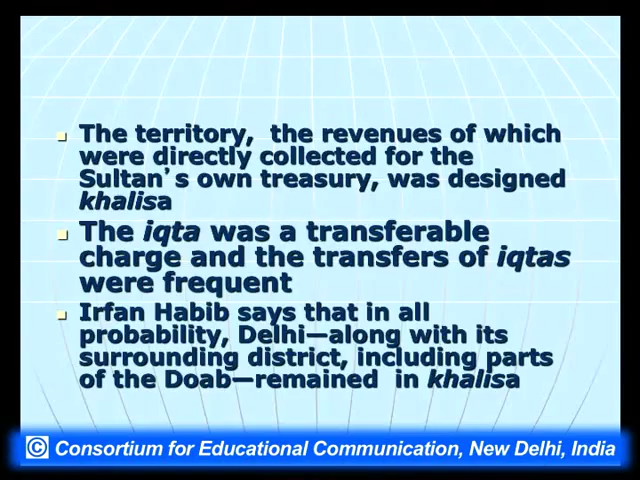 The territory, the revenues of which
were directly collected for the
Sultan's own treasury, was designed
khalisa
The iqta was a transferable
charge and the transfers of iqtas
were frequent
Irfan Habib says that in all
probability, Delhi—along with its
surrounding district, including parts
of the Doab—remained in khalisa
© Consortium for Educational Communication, New Delhi, India